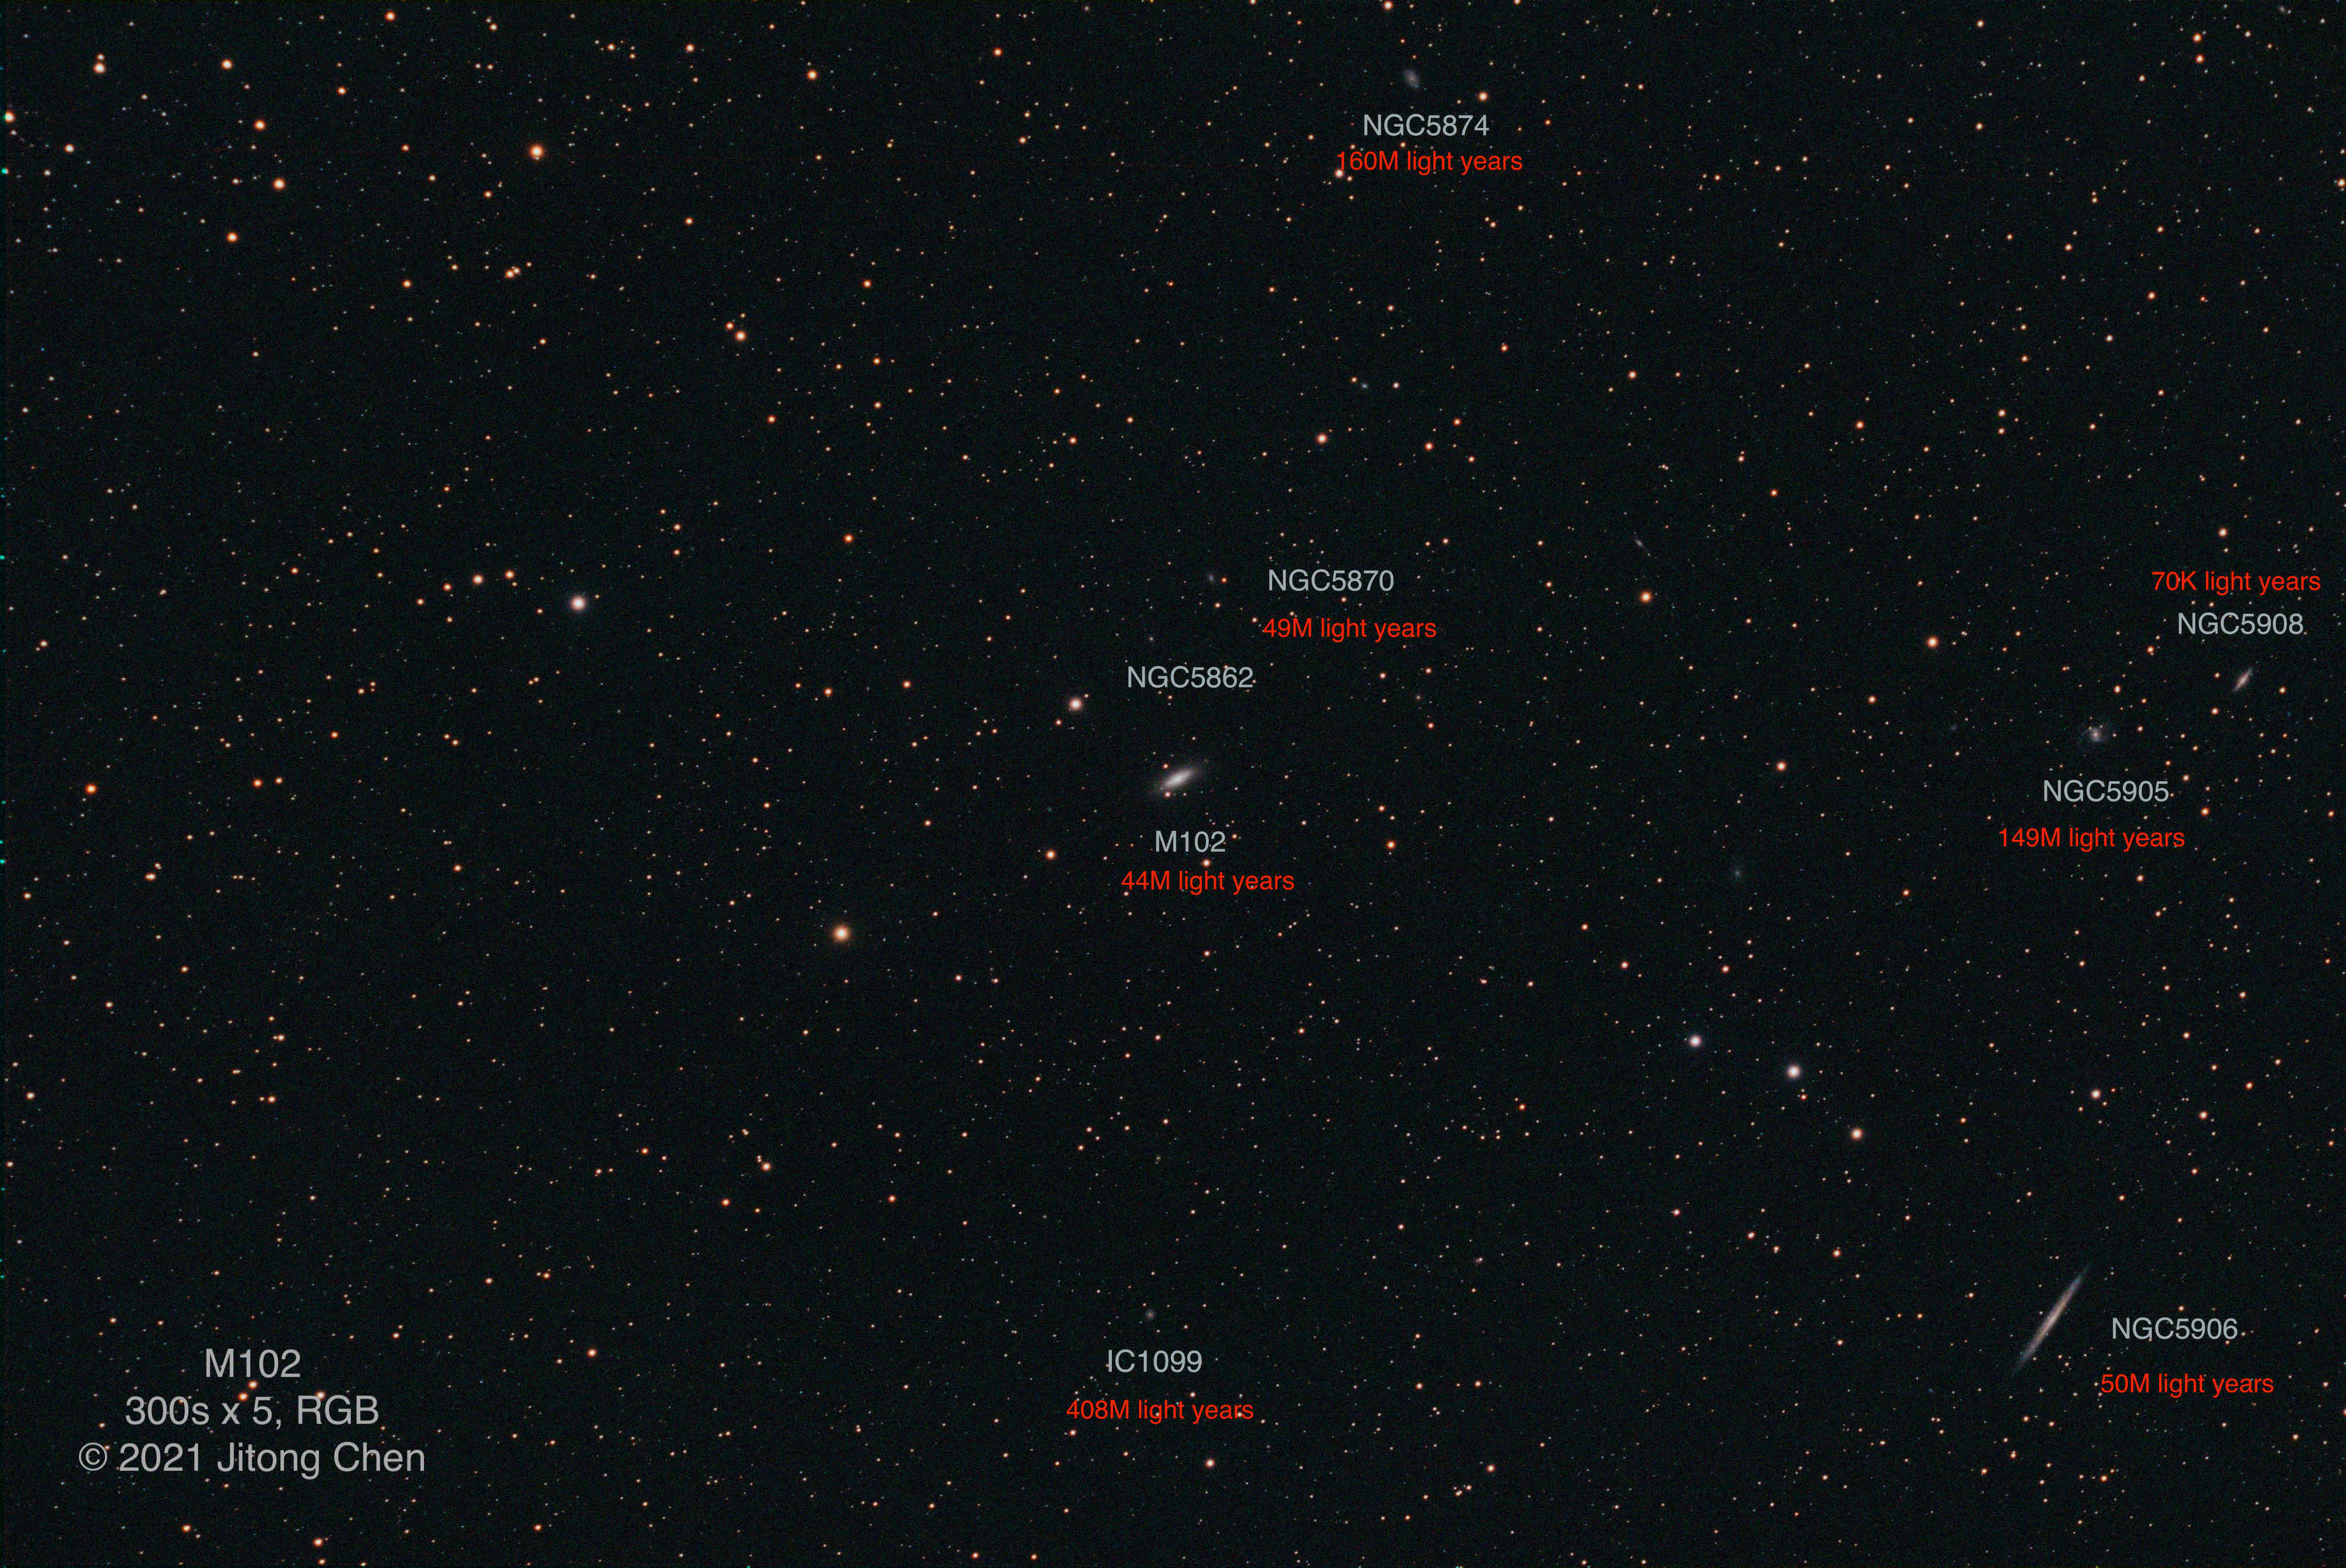 NGC5874
160M light years
NGC5870
49M light years
70K light years
NGC5908
NGC5862
NGC5905
149M light years
M102
44M light years
NGC5906
50M light years
IC1099
408M light years
M102
300s x 5, RGB
© 2021 Jitong Chen